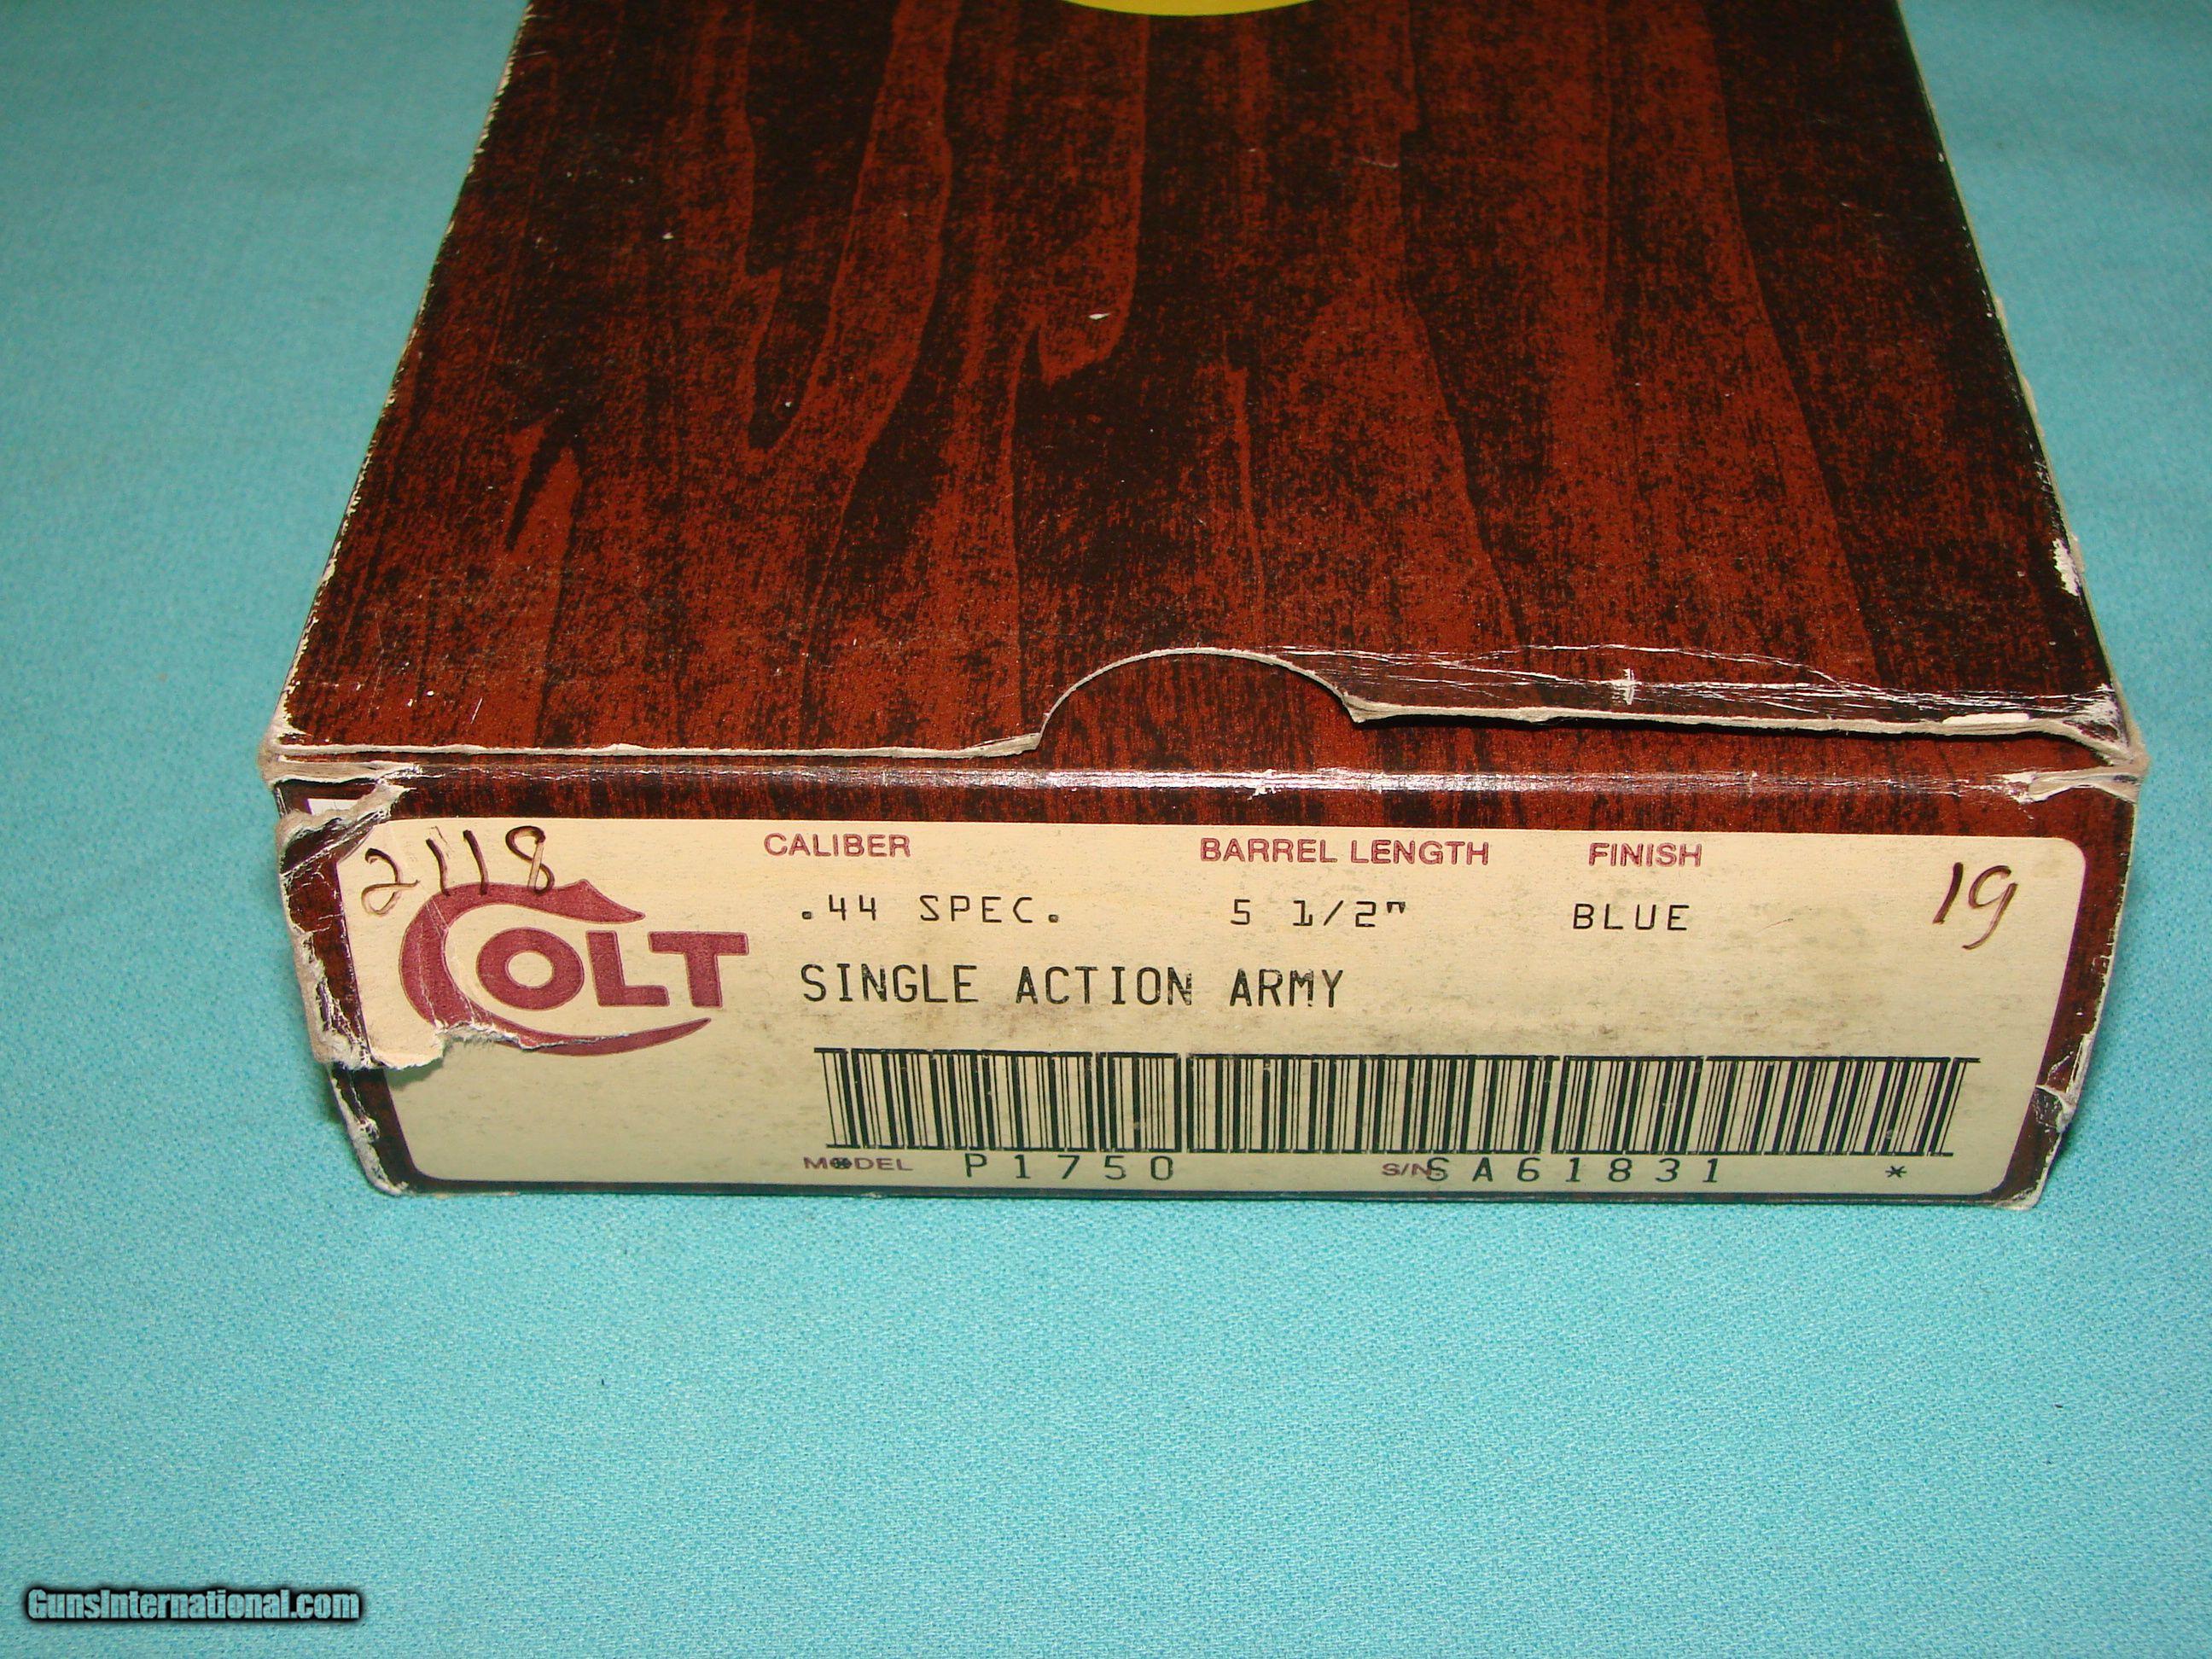 2118
CALIBER BARREL LENGTH FINISH
19
.44 SPEC. 5 1/2" BLUE
COLT
SINGLE ACTION ARMY
MODEL P1750 S/N SA61831 *
GunsInternational.com